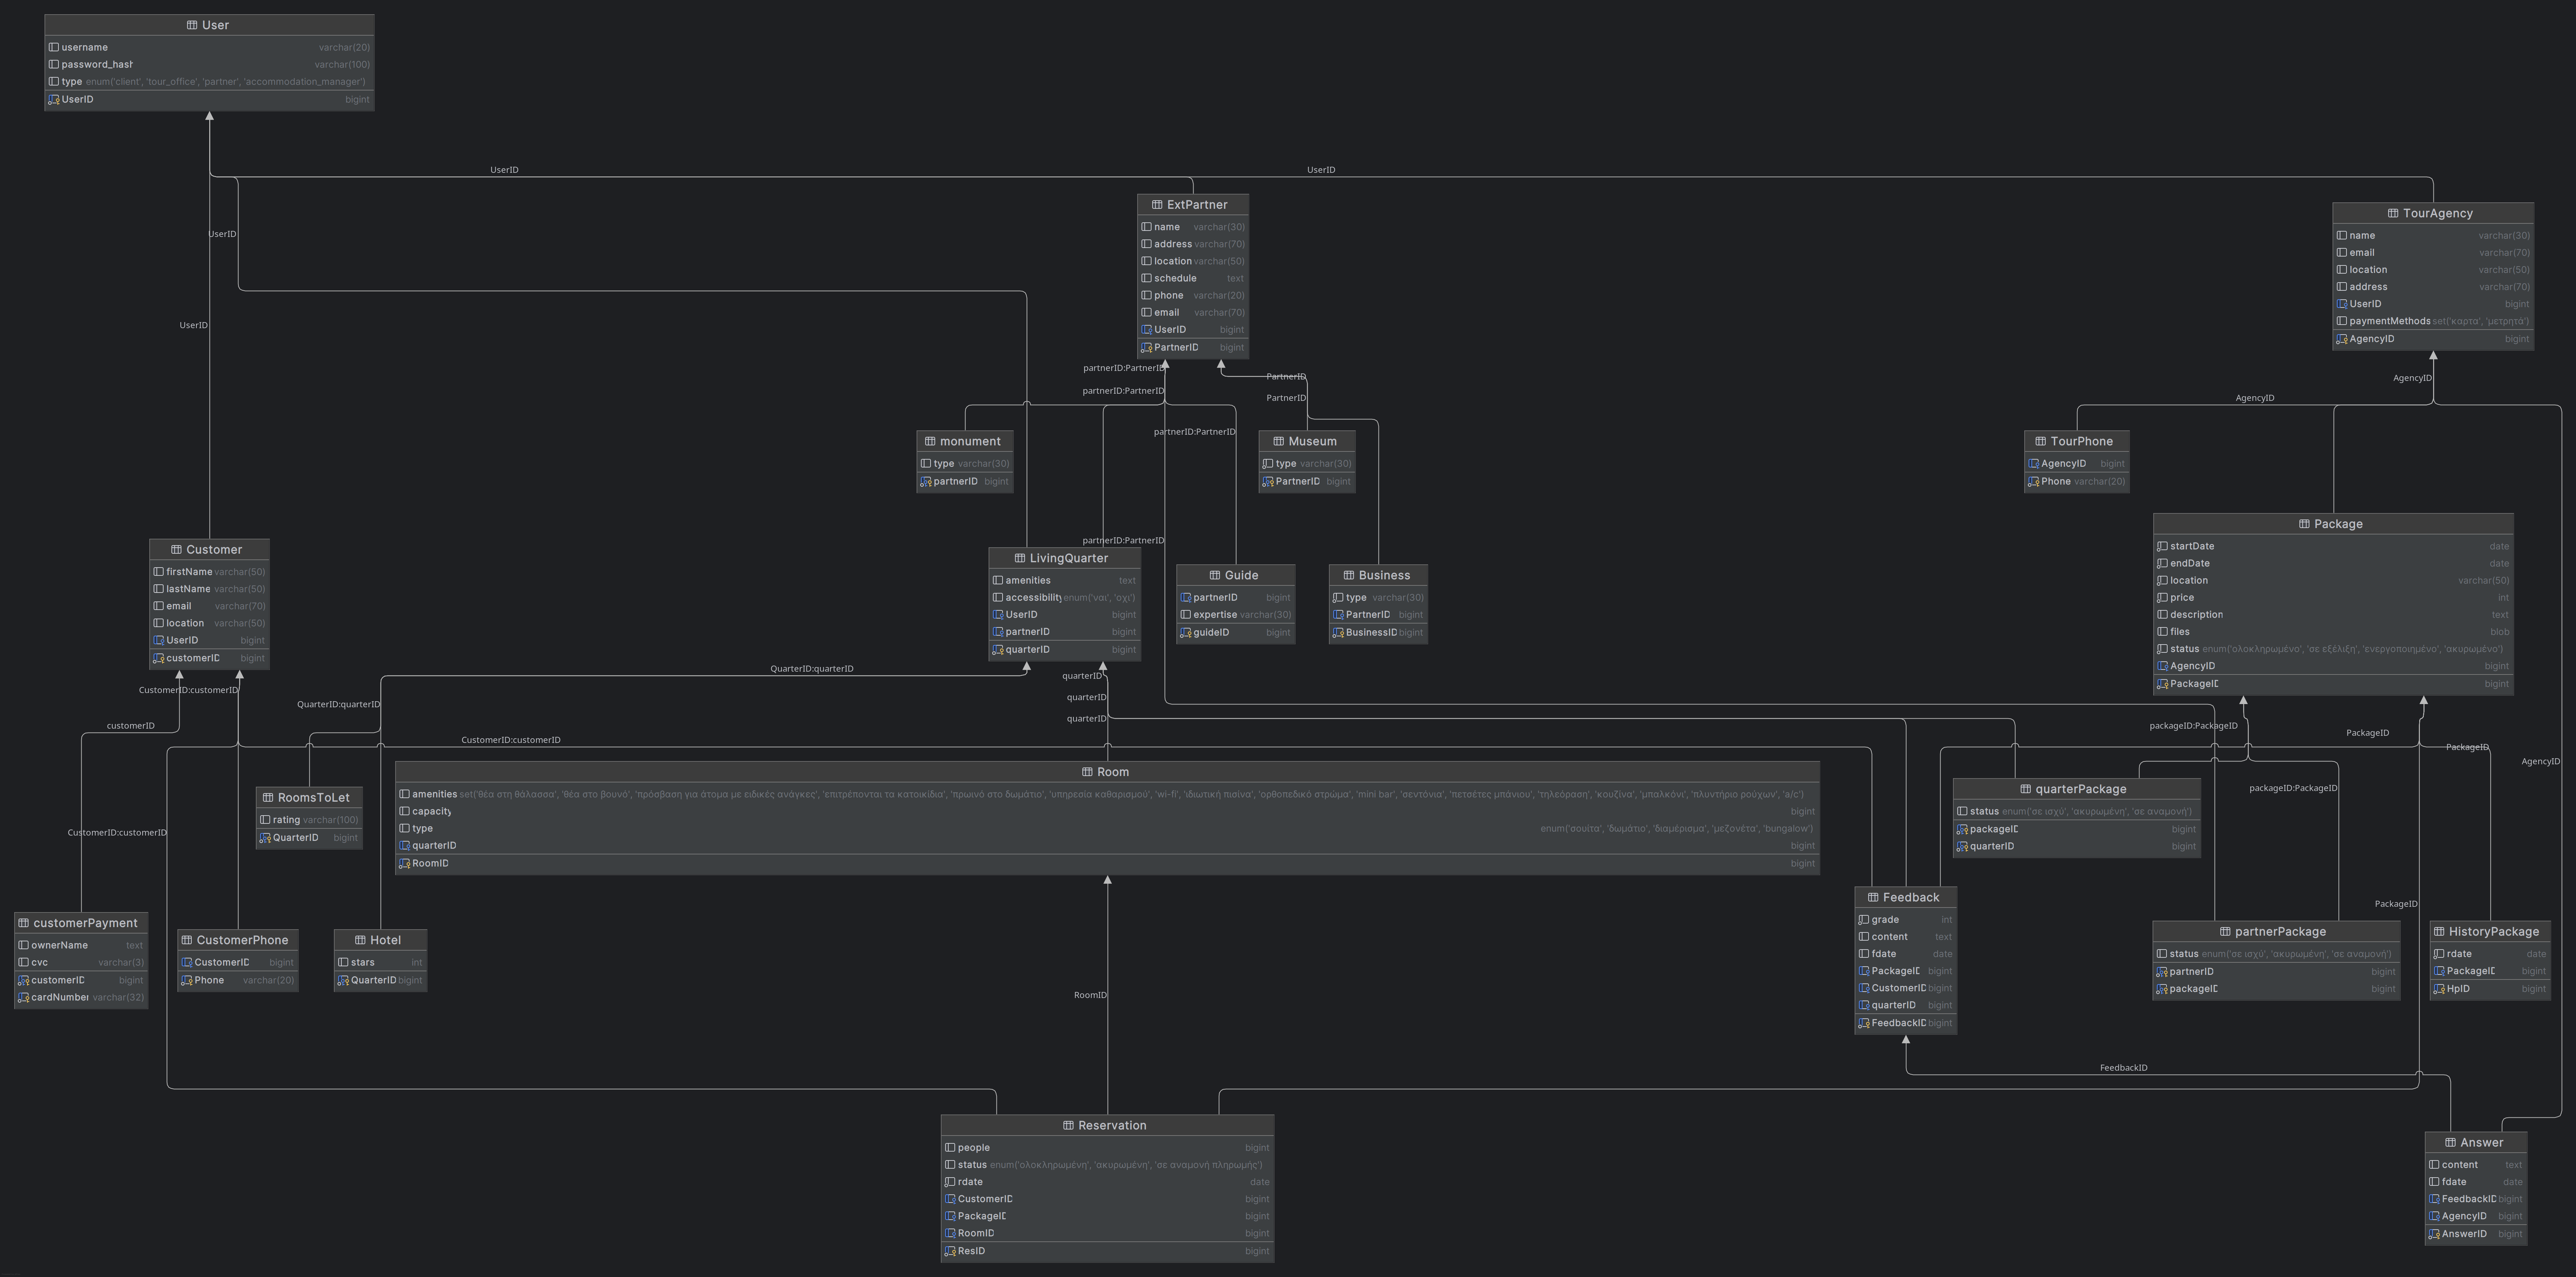 User
username varchar(20)
password_hash varchar(100)
type enum('client', 'tour_office', 'partner', 'accommodation_manager')
UserID bigint
UserID
UserID
UserID
UserID
ExtPartner
name varchar(30)
address varchar(70)
location varchar(50)
schedule text
phone varchar(20)
email varchar(70)
UserID bigint
PartnerID bigint
TourAgency
name varchar(30)
email varchar(70)
location varchar(50)
address varchar(70)
UserID bigint
paymentMethods set('καρτα', 'μετρητά')
AgencyID bigint
partnerID:PartnerID
partnerID:PartnerID
PartnerID
PartnerID
partnerID:PartnerID
partnerID:PartnerID
AgencyID
AgencyID
monument
type varchar(30)
partnerID bigint
Museum
type varchar(30)
PartnerID bigint
TourPhone
AgencyID bigint
Phone varchar(20)
Customer
firstName varchar(50)
lastName varchar(50)
email varchar(70)
location varchar(50)
UserID bigint
customerID bigint
LivingQuarter
amenities text
accessibility enum('ναι', 'οχι')
UserID bigint
partnerID bigint
quarterID bigint
Guide
partnerID bigint
expertise varchar(30)
guideID bigint
Business
type varchar(30)
PartnerID bigint
BusinessID bigint
Package
startDate date
endDate date
location varchar(50)
price int
description text
files blob
status enum('ολοκληρωμένο', 'σε εξέλιξη', 'ενεργοποιημένο', 'ακυρωμένο')
AgencyID bigint
PackageID bigint
CustomerID:customerID
customerID
QuarterID:quarterID
QuarterID:quarterID
quarterID
quarterID
quarterID
CustomerID:customerID
CustomerID:customerID
packageID:PackageID
PackageID
PackageID
packageID:PackageID
AgencyID
PackageID
RoomsToLet
rating varchar(100)
QuarterID bigint
Room
amenities set('θέα στη θάλασσα', 'θέα στο βουνό', 'πρόσβαση για άτομα με ειδικές ανάγκες', 'επιτρέπονται τα κατοικίδια', 'πρωινό στο δωμάτιο', 'υπηρεσία καθαρισμού', 'wi-fi', 'ιδιωτική πισίνα', 'ορθοπεδικό στρώμα', 'mini bar', 'σεντόνια', 'πετσέτες μπάνιου', 'τηλεόραση', 'κουζίνα', 'μπαλκόνι', 'πλυντήριο ρούχων', 'a/c')
capacity bigint
type enum('σουίτα', 'δωμάτιο', 'διαμέρισμα', 'μεζονέτα', 'bungalow')
quarterID bigint
RoomID bigint
quarterPackage
status enum('σε ισχύ', 'ακυρωμένη', 'σε αναμονή')
packageID bigint
quarterID bigint
customerPayment
ownerName text
cvc varchar(3)
customerID bigint
cardNumber varchar(32)
CustomerPhone
CustomerID bigint
Phone varchar(20)
Hotel
stars int
QuarterID bigint
Feedback
grade int
content text
fdate date
PackageID bigint
CustomerID bigint
quarterID bigint
FeedbackID bigint
partnerPackage
status enum('σε ισχύ', 'ακυρωμένη', 'σε αναμονή')
partnerID bigint
packageID bigint
HistoryPackage
rdate date
PackageID bigint
HpID bigint
RoomID
FeedbackID
Reservation
people bigint
status enum('ολοκληρωμένη', 'ακυρωμένη', 'σε αναμονή πληρωμής')
rdate date
CustomerID bigint
PackageID bigint
RoomID bigint
ResID bigint
Answer
content text
fdate date
FeedbackID bigint
AgencyID bigint
AnswerID bigint